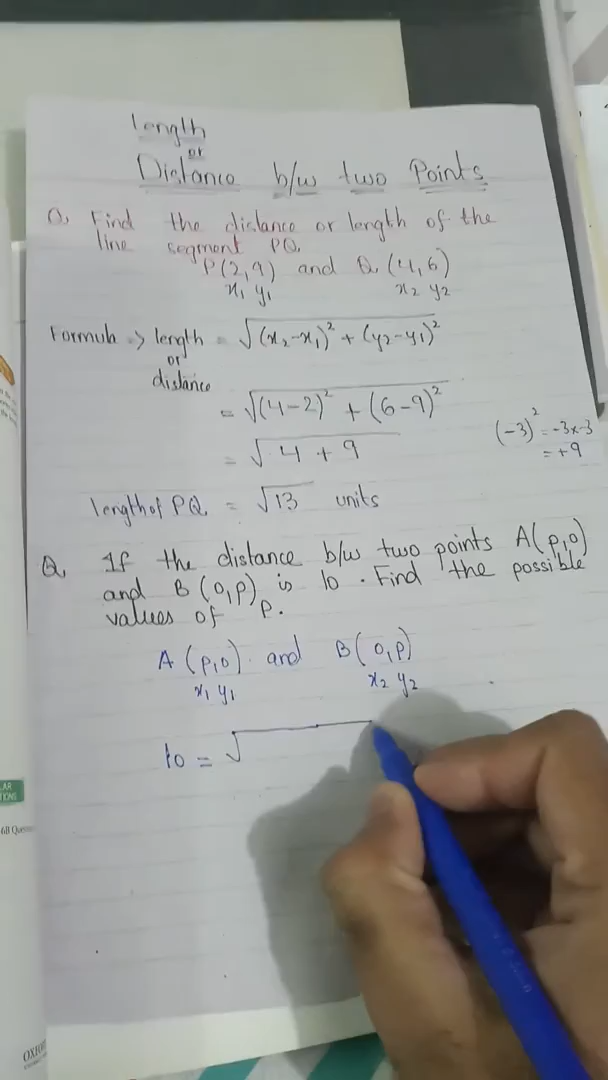 length
or
Distance b/w two Points
Q. Find the distance or length of the
line segment PQ.
P(2,9) and Q(4,6)
x₁ y₁ x₂ y₂
Formula → length = √(x₂-x₁)² + (y₂-y₁)²
or
distance
= √(4-2)² + (6-9)²
(-3)² = -3x-3
= √4 + 9
= +9
length of PQ = √13 units
Q. If the distance b/w two points A(p,0)
and B(0,p) is 10. Find the possible
values of p.
A(p,0) and B(0,p)
x₁ y₁ x₂ y₂
10 = √